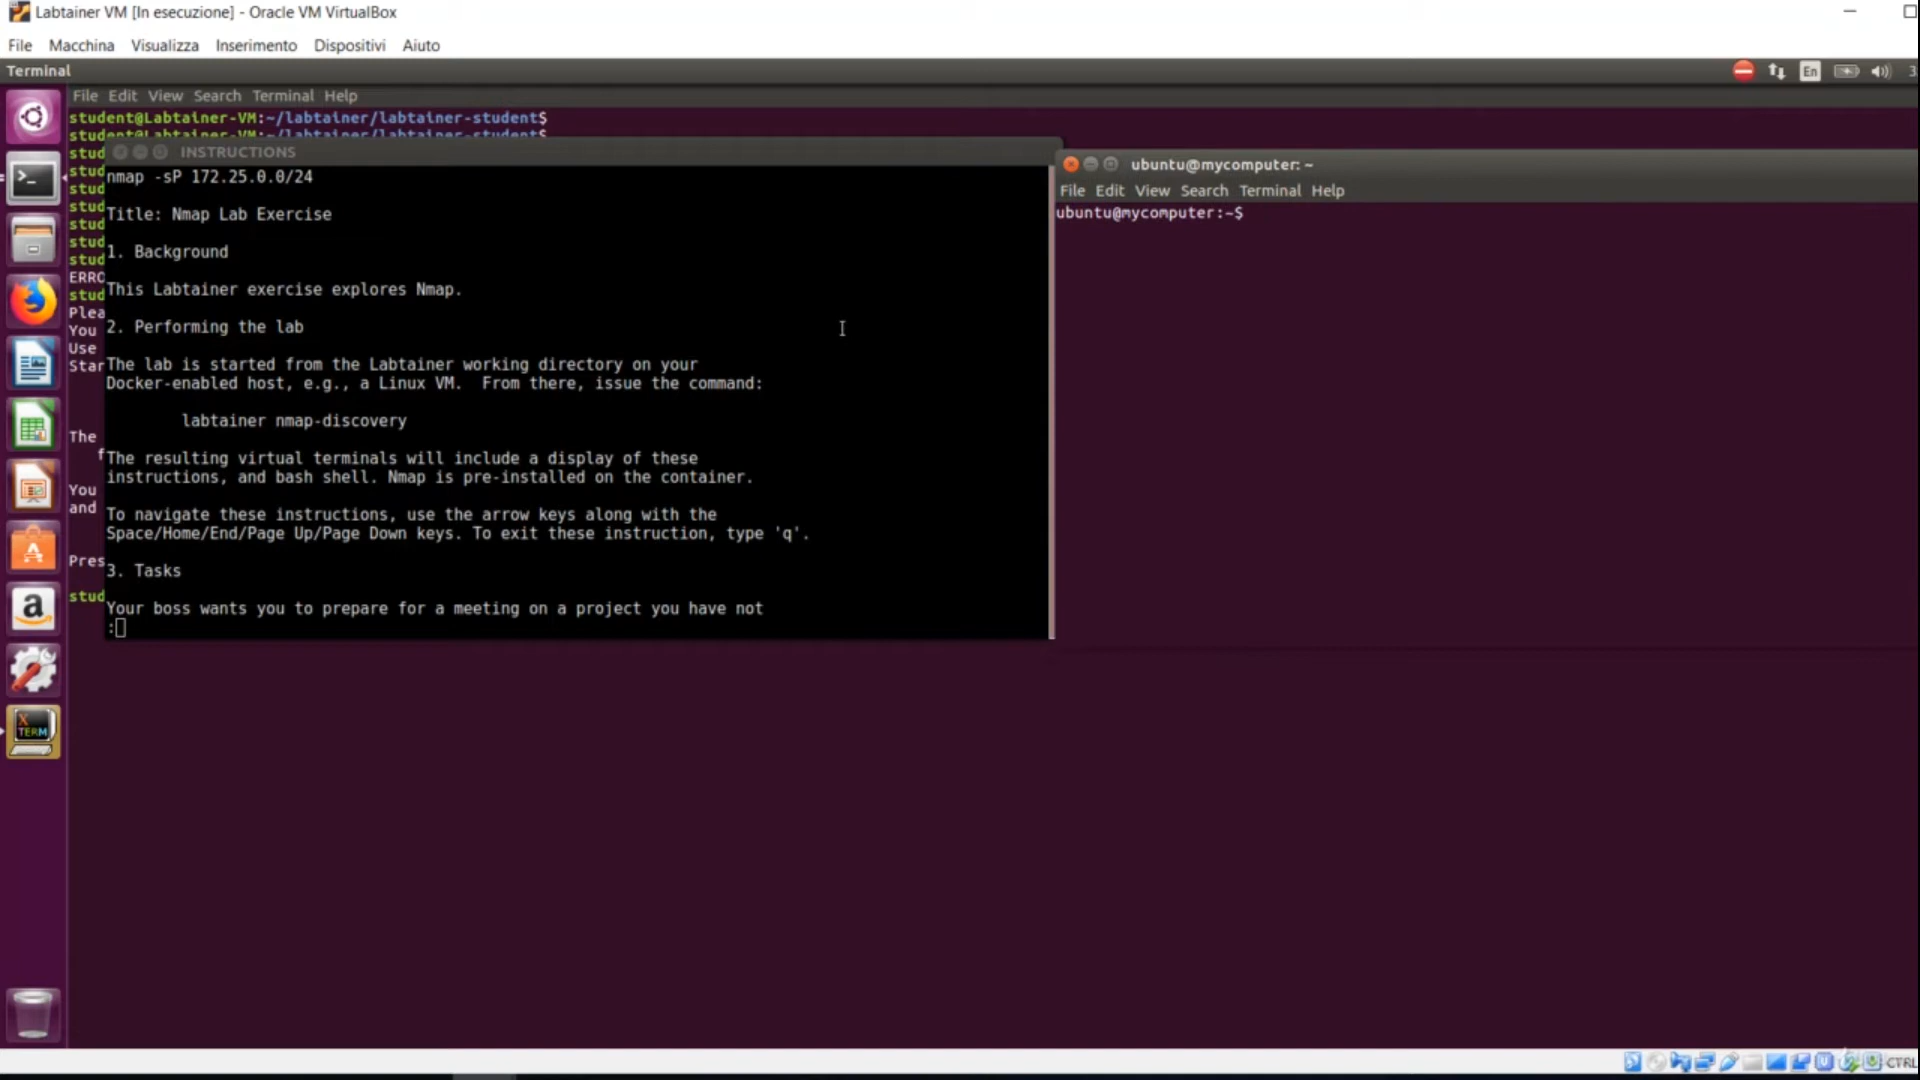 Labtainer VM [In esecuzione] - Oracle VM VirtualBox
File Macchina Visualizza Inserimento Dispositivi Aiuto
Terminal
En
File Edit View Search Terminal Help
student@Labtainer-VM:~/labtainer/labtainer-student$
student@Labtainer-VM:~/labtainer/labtainer-student$
stud
stud
stud
stud
stud
stud
stud
ERRO
stud
Plea
You
Use
Star
The
f
You
and
Pres
stud
INSTRUCTIONS
nmap -sP 172.25.0.0/24
Title: Nmap Lab Exercise
1. Background
This Labtainer exercise explores Nmap.
2. Performing the lab
The lab is started from the Labtainer working directory on your
Docker-enabled host, e.g., a Linux VM.  From there, issue the command:
labtainer nmap-discovery
The resulting virtual terminals will include a display of these
instructions, and bash shell. Nmap is pre-installed on the container.
To navigate these instructions, use the arrow keys along with the
Space/Home/End/Page Up/Page Down keys. To exit these instruction, type 'q'.
3. Tasks
Your boss wants you to prepare for a meeting on a project you have not
:
ubuntu@mycomputer: ~
File Edit View Search Terminal Help
ubuntu@mycomputer:~$
X
TERM
CTRL